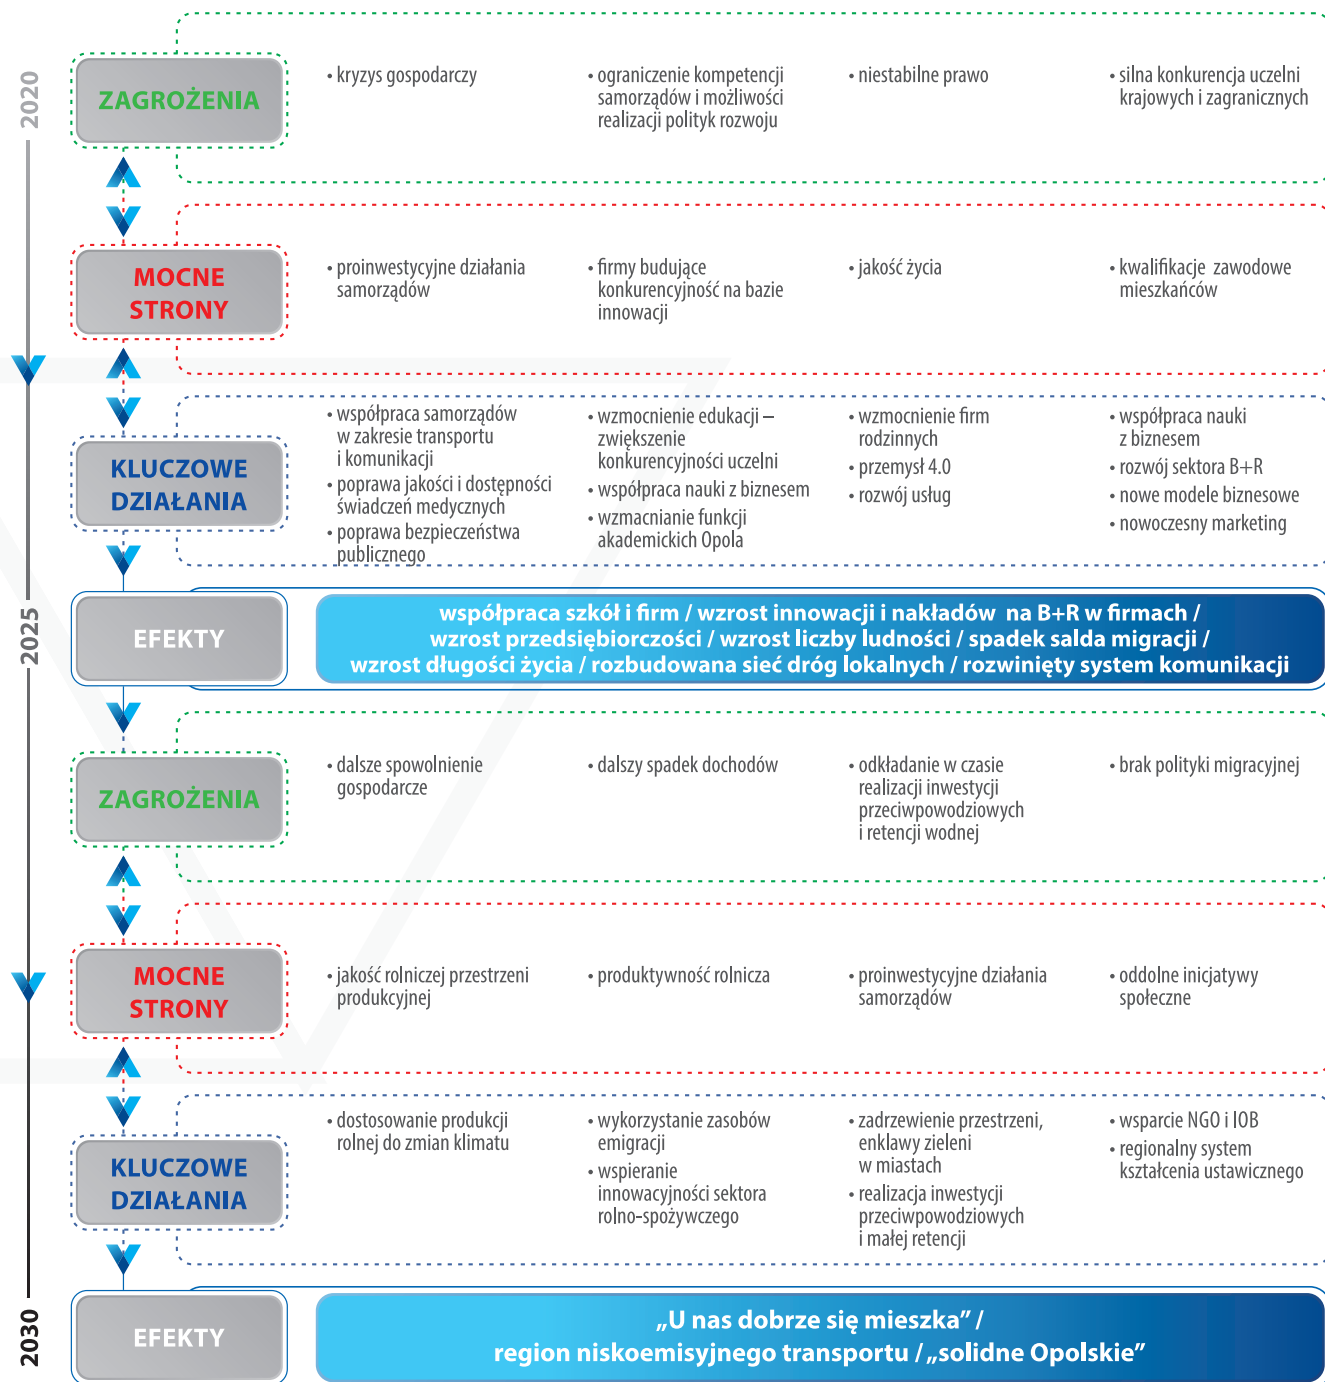 2020
ZAGROŻENIA
• kryzys gospodarczy
• ograniczenie kompetencji
samorządów i możliwości
realizacji polityk rozwoju
• niestabilne prawo
• silna konkurencja uczelni
krajowych i zagranicznych
MOCNE
STRONY
• proinwestycyjne działania
samorządów
• firmy budujące
konkurencyjność na bazie
innowacji
• jakość życia
• kwalifikacje zawodowe
mieszkańców
KLUCZOWE
DZIAŁANIA
• współpraca samorządów
w zakresie transportu
i komunikacji
• poprawa jakości i dostępności
świadczeń medycznych
• poprawa bezpieczeństwa
publicznego
• wzmocnienie edukacji –
zwiększenie
konkurencyjności uczelni
• współpraca nauki z biznesem
• wzmacnianie funkcji
akademickich Opola
• wzmocnienie firm
rodzinnych
• przemysł 4.0
• rozwój usług
• współpraca nauki
z biznesem
• rozwój sektora B+R
• nowe modele biznesowe
• nowoczesny marketing
2025
EFEKTY
współpraca szkół i firm / wzrost innowacji i nakładów na B+R w firmach /
wzrost przedsiębiorczości / wzrost liczby ludności / spadek salda migracji /
wzrost długości życia / rozbudowana sieć dróg lokalnych / rozwinięty system komunikacji
ZAGROŻENIA
• dalsze spowolnienie
gospodarcze
• dalszy spadek dochodów
• odkładanie w czasie
realizacji inwestycji
przeciwpowodziowych
i retencji wodnej
• brak polityki migracyjnej
MOCNE
STRONY
• jakość rolniczej przestrzeni
produkcyjnej
• produktywność rolnicza
• proinwestycyjne działania
samorządów
• oddolne inicjatywy
społeczne
KLUCZOWE
DZIAŁANIA
• dostosowanie produkcji
rolnej do zmian klimatu
• wykorzystanie zasobów
emigracji
• wspieranie
innowacyjności sektora
rolno-spożywczego
• zadrzewienie przestrzeni,
enklawy zieleni
w miastach
• realizacja inwestycji
przeciwpowodziowych
i małej retencji
• wsparcie NGO i IOB
• regionalny system
kształcenia ustawicznego
2030
EFEKTY
„U nas dobrze się mieszka” /
region niskoemisyjnego transportu / „solidne Opolskie”